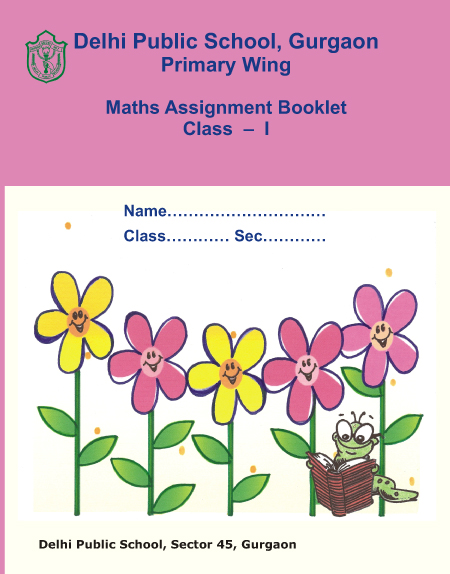 Delhi Public School, Gurgaon
Primary Wing
Maths Assignment Booklet
Class – I
Name..............................
Class............ Sec............
Delhi Public School, Sector 45, Gurgaon